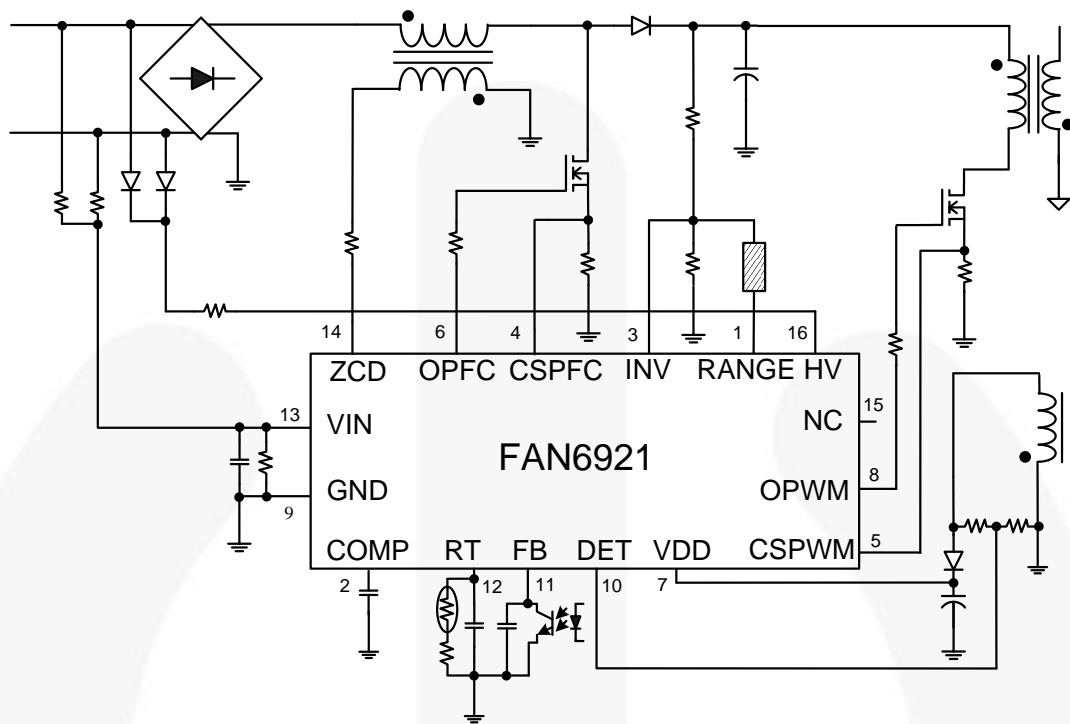 14 6 4 3 1 16
ZCD OPFC CSPFC INV RANGE HV
13 15
VIN NC
FAN6921
8
GND OPWM
9
5
COMP RT FB DET VDD CSPWM
2 12 11 10 7